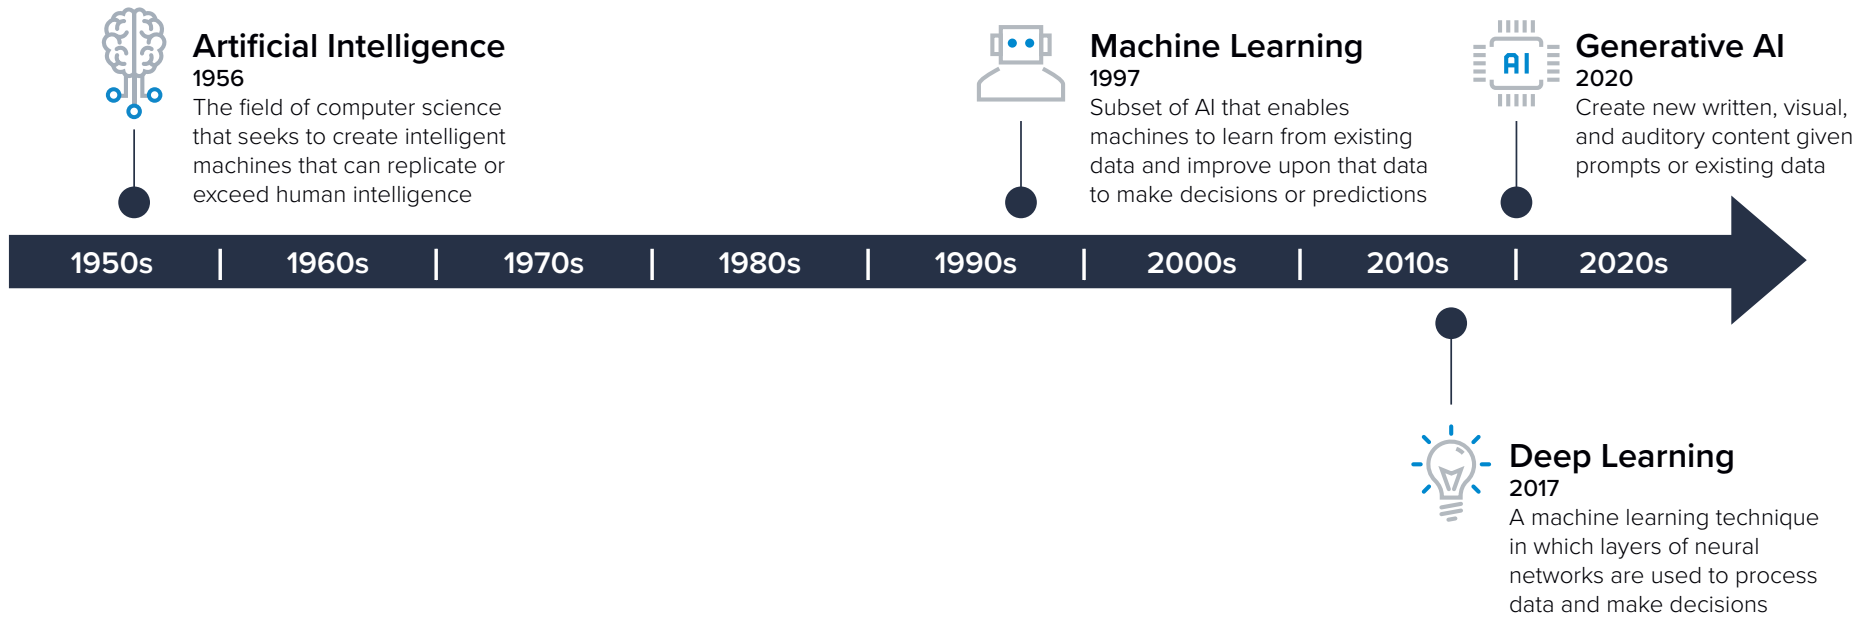 Artificial Intelligence
1956
The field of computer science
that seeks to create intelligent
machines that can replicate or
exceed human intelligence
Machine Learning
1997
Subset of AI that enables
machines to learn from existing
data and improve upon that data
to make decisions or predictions
AI
Generative AI
2020
Create new written, visual,
and auditory content given
prompts or existing data
1950s | 1960s | 1970s | 1980s | 1990s | 2000s | 2010s | 2020s
Deep Learning
2017
A machine learning technique
in which layers of neural
networks are used to process
data and make decisions